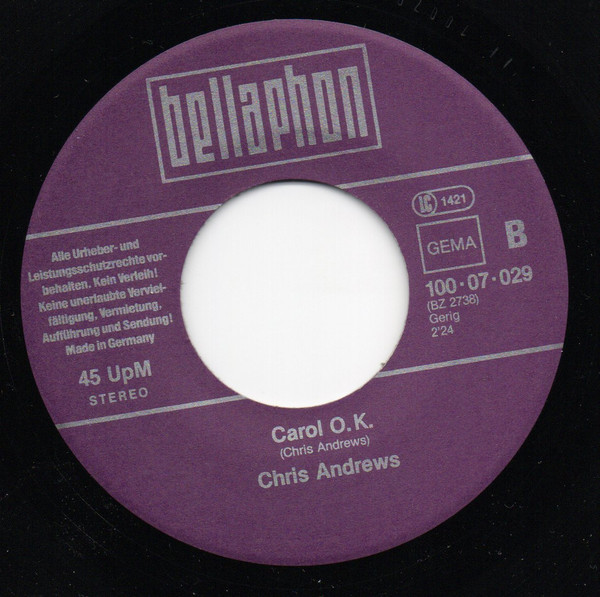 bellaphon
LC 1421
GEMA
B
100·07·029
(BZ 2738)
Gerig
2'24
Alle Urheber- und
Leistungsschutzrechte vor-
behalten. Kein Verleih!
Keine unerlaubte Verviel-
fältigung, Vermietung,
Aufführung und Sendung!
Made in Germany
45 UpM
STEREO
Carol O.K.
(Chris Andrews)
Chris Andrews